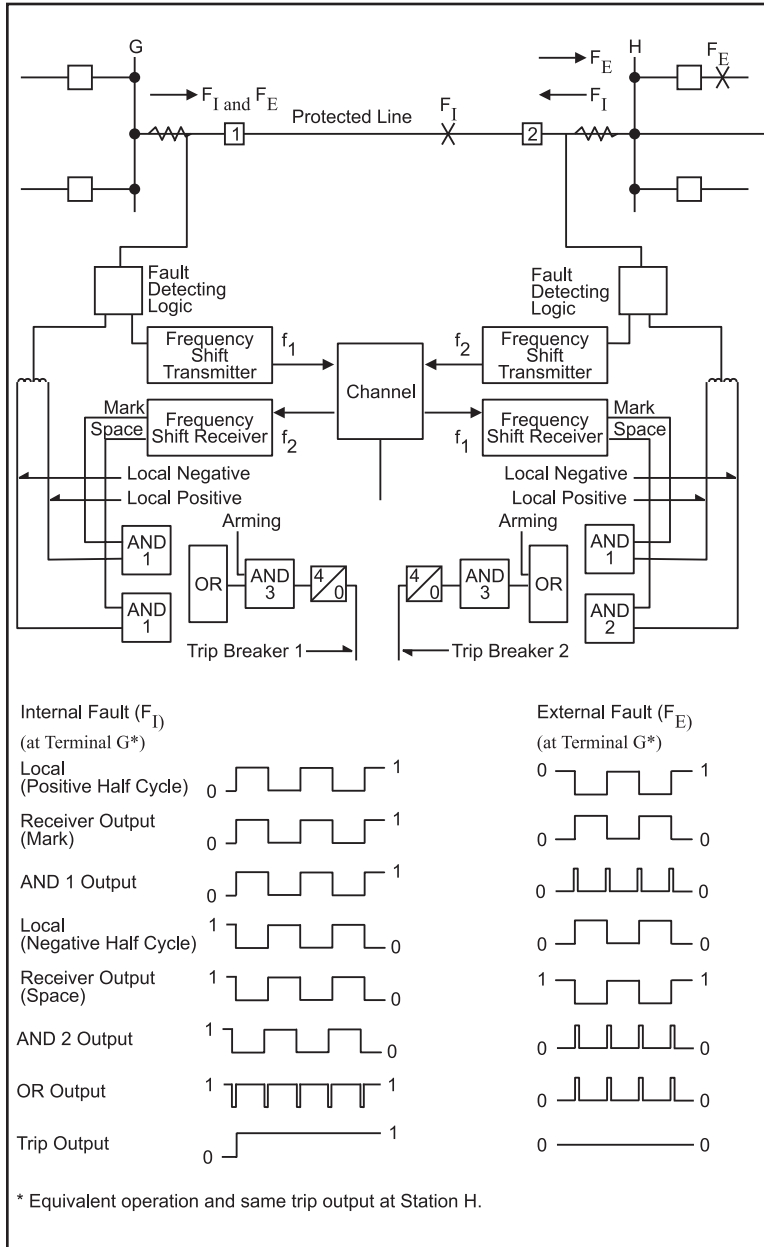 G
H
F_E
F_E
F_I and F_E
F_I
F_I
Protected Line
1
2
Fault
Detecting
Logic
Fault
Detecting
Logic
Frequency
Shift
Transmitter
f_1
Channel
f_2
Frequency
Shift
Transmitter
Mark
Space
Frequency
Shift Receiver
f_2
f_1
Frequency
Shift Receiver
Mark
Space
Local Negative
Local Positive
Local Negative
Local Positive
Arming
Arming
AND
1
OR
AND
3
4
0
4
0
AND
3
OR
AND
1
AND
1
AND
2
Trip Breaker 1
Trip Breaker 2
Internal Fault (F_I)
(at Terminal G*)
External Fault (F_E)
(at Terminal G*)
Local
(Positive Half Cycle)
0 1
0 1
Receiver Output
(Mark)
0 1
0 0
AND 1 Output
0 1
0 0
Local
(Negative Half Cycle)
1 0
0 0
Receiver Output
(Space)
1 0
1 1
AND 2 Output
1 0
0 0
OR Output
1 1
0 0
Trip Output
0 1
0 0
* Equivalent operation and same trip output at Station H.